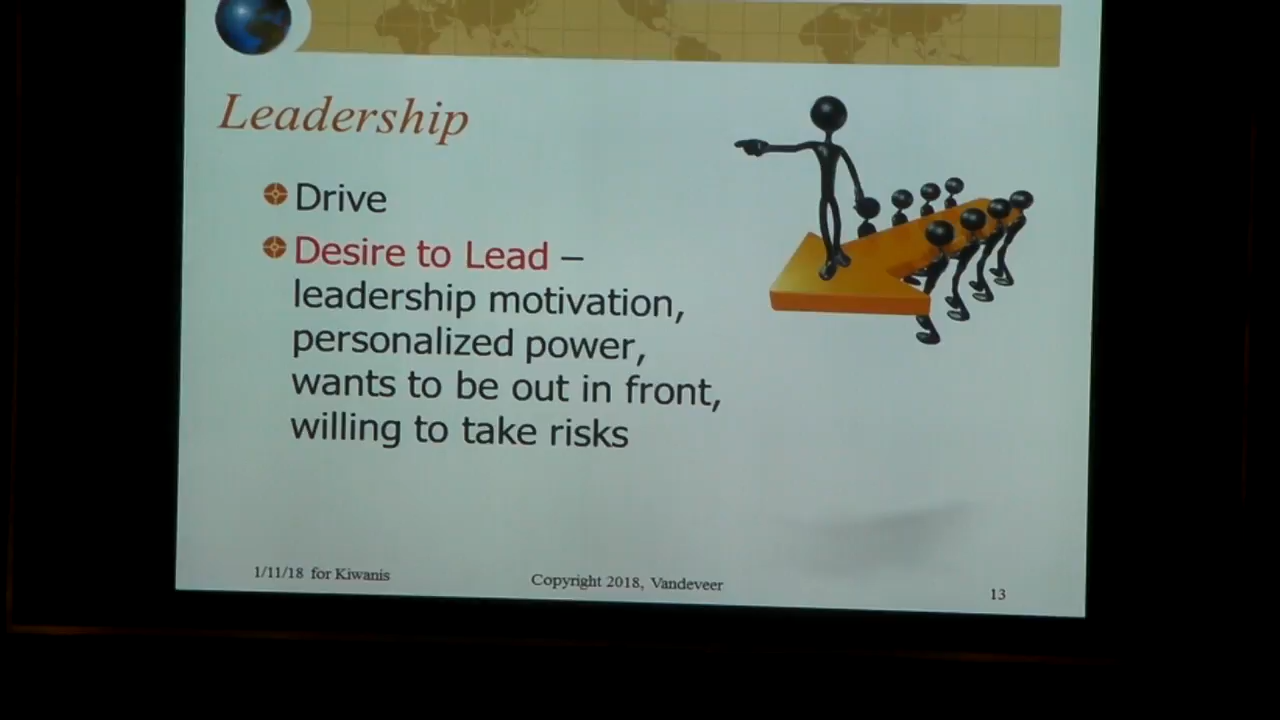 Leadership
Drive
Desire to Lead –
leadership motivation,
personalized power,
wants to be out in front,
willing to take risks
1/11/18 for Kiwanis
Copyright 2018, Vandeveer
13